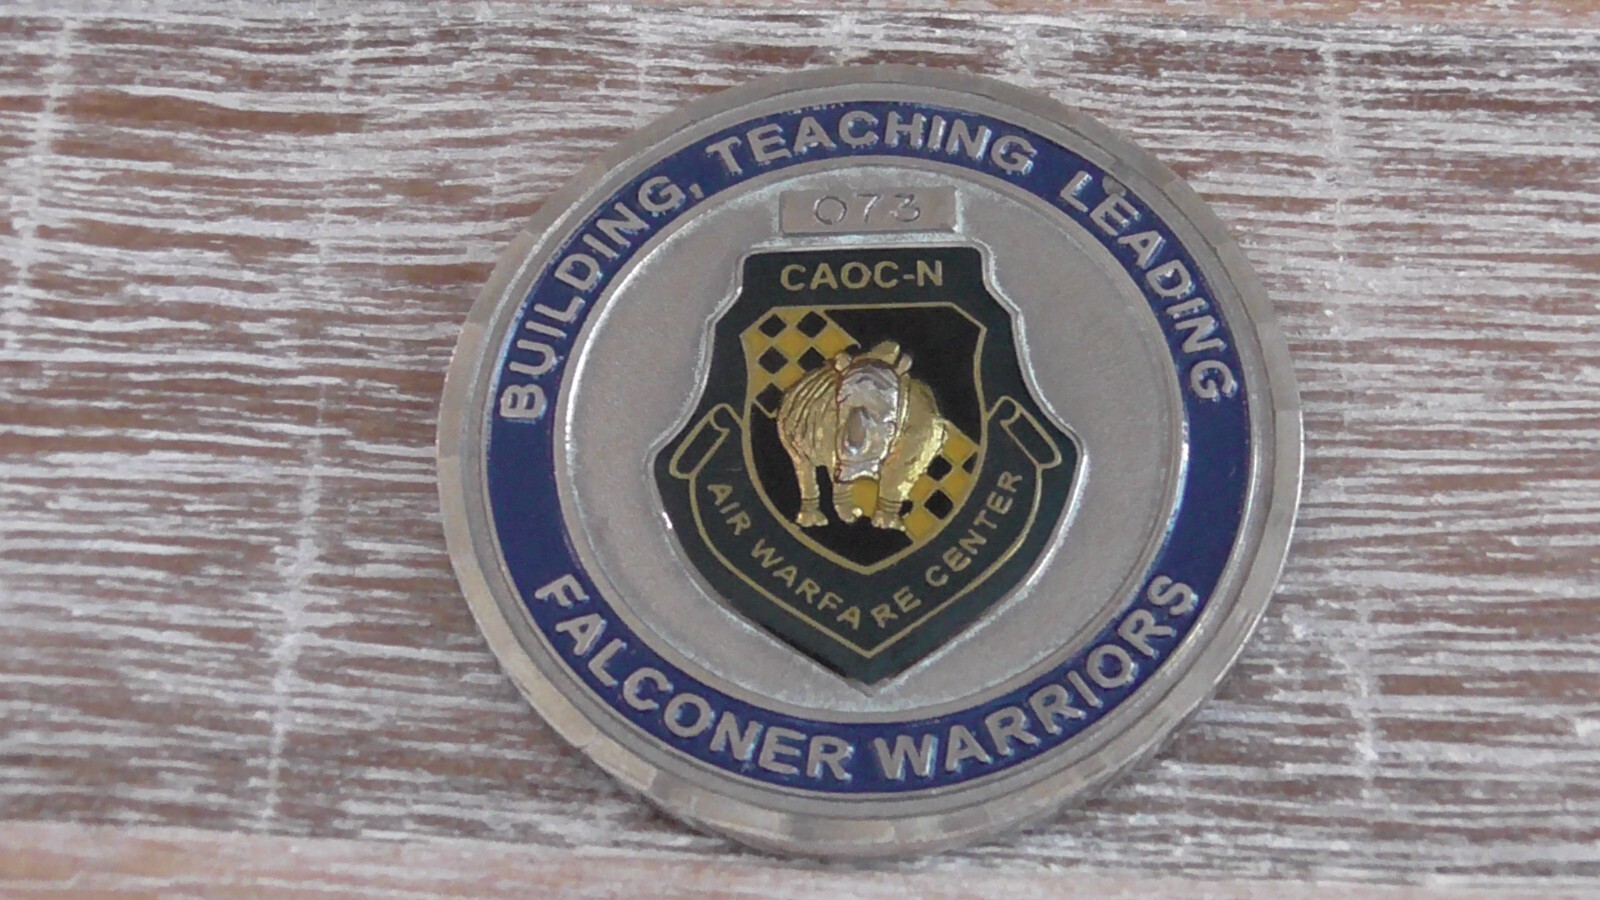 BUILDING, TEACHING LEADING
073
CAOC-N
AIR WARFARE CENTER
FALCONER WARRIORS